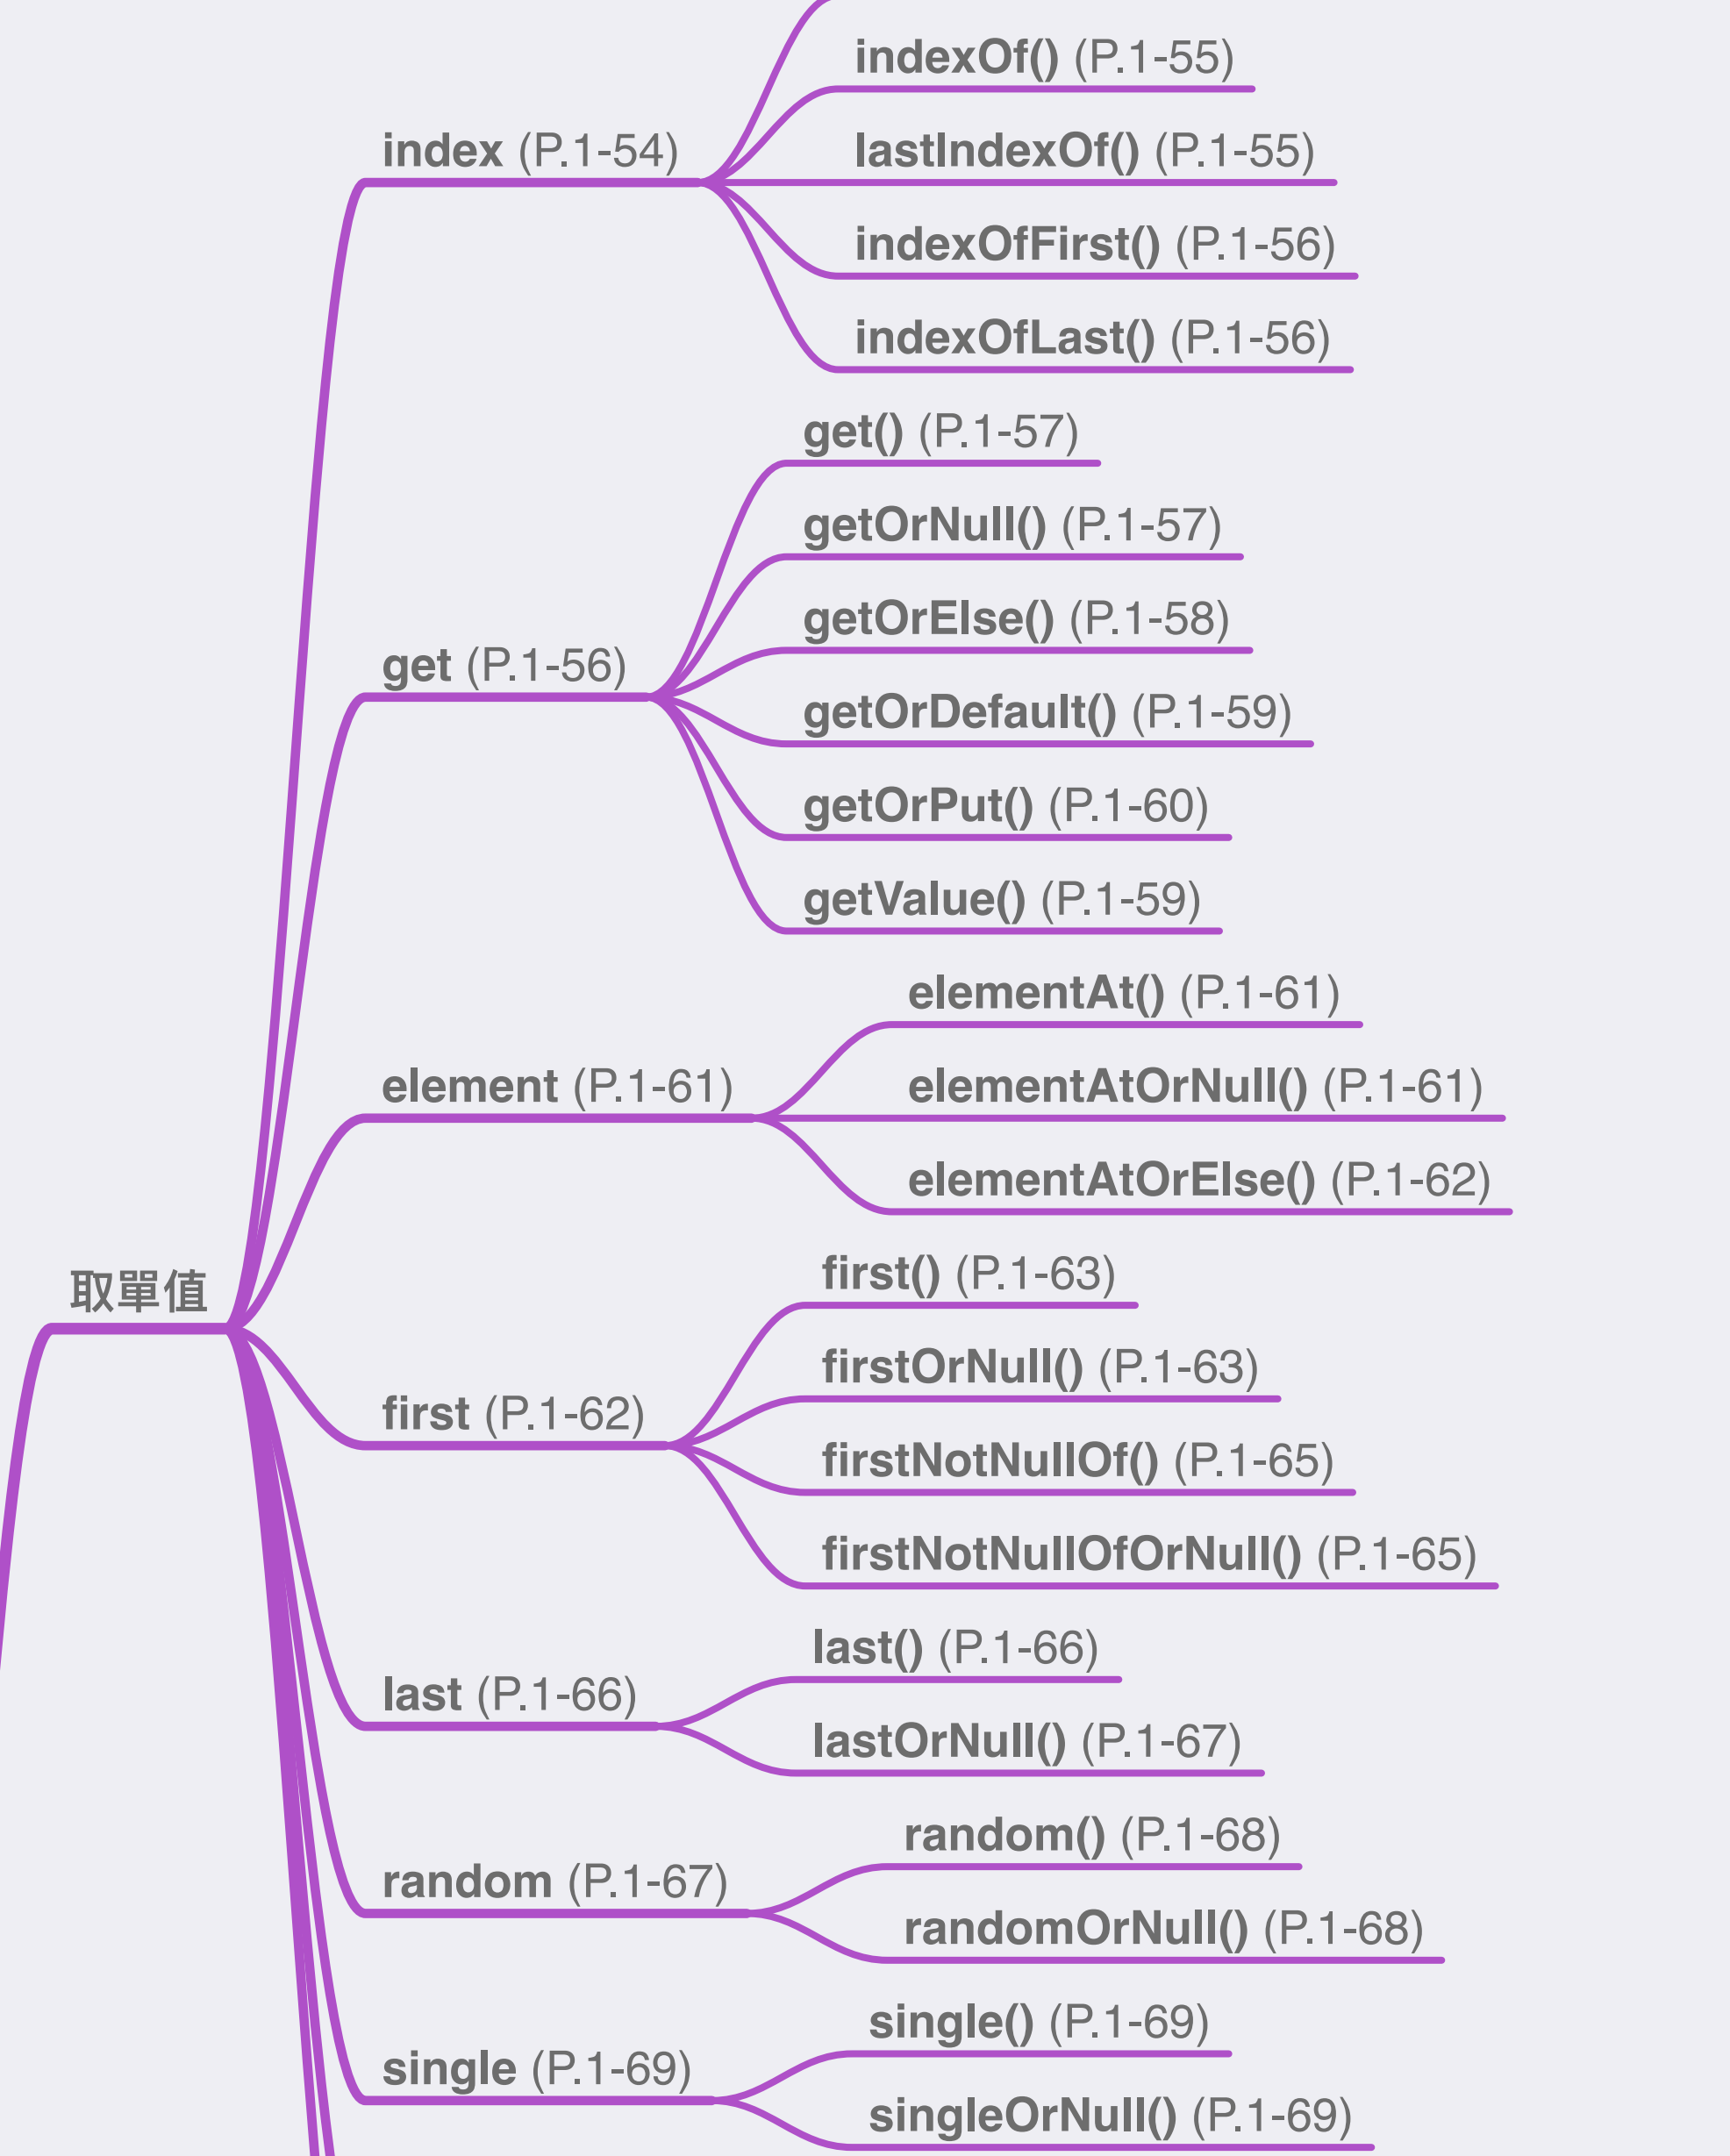 indexOf() (P.1-55)
index (P.1-54)
lastIndexOf() (P.1-55)
indexOfFirst() (P.1-56)
indexOfLast() (P.1-56)
get() (P.1-57)
getOrNull() (P.1-57)
getOrElse() (P.1-58)
get (P.1-56)
getOrDefault() (P.1-59)
getOrPut() (P.1-60)
getValue() (P.1-59)
elementAt() (P.1-61)
element (P.1-61)
elementAtOrNull() (P.1-61)
elementAtOrElse() (P.1-62)
取單值
first() (P.1-63)
firstOrNull() (P.1-63)
first (P.1-62)
firstNotNullOf() (P.1-65)
firstNotNullOfOrNull() (P.1-65)
last() (P.1-66)
last (P.1-66)
lastOrNull() (P.1-67)
random() (P.1-68)
random (P.1-67)
randomOrNull() (P.1-68)
single() (P.1-69)
single (P.1-69)
singleOrNull() (P.1-69)